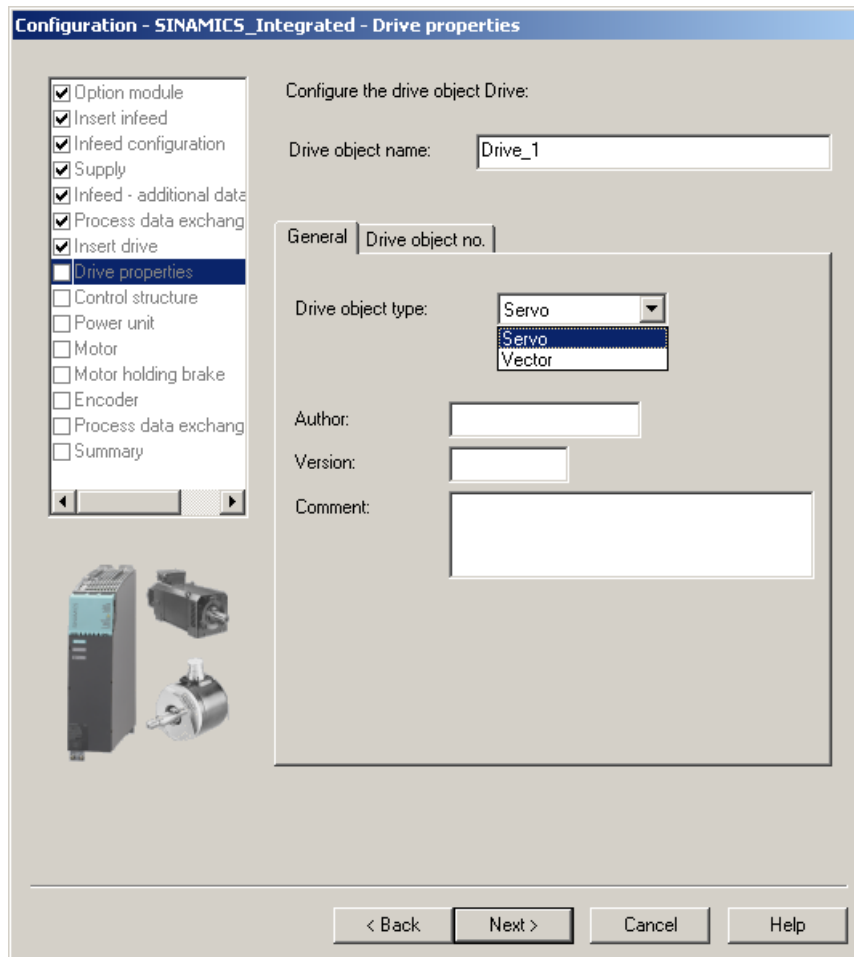 Configuration - SINAMICS_Integrated - Drive properties
Option module
Insert infeed
Infeed configuration
Supply
Infeed - additional data
Process data exchang
Insert drive
Drive properties
Control structure
Power unit
Motor
Motor holding brake
Encoder
Process data exchang
Summary
Configure the drive object Drive:
Drive object name: Drive_1
General Drive object no.
Drive object type: Servo
Servo
Vector
Author:
Version:
Comment:
< Back Next > Cancel Help